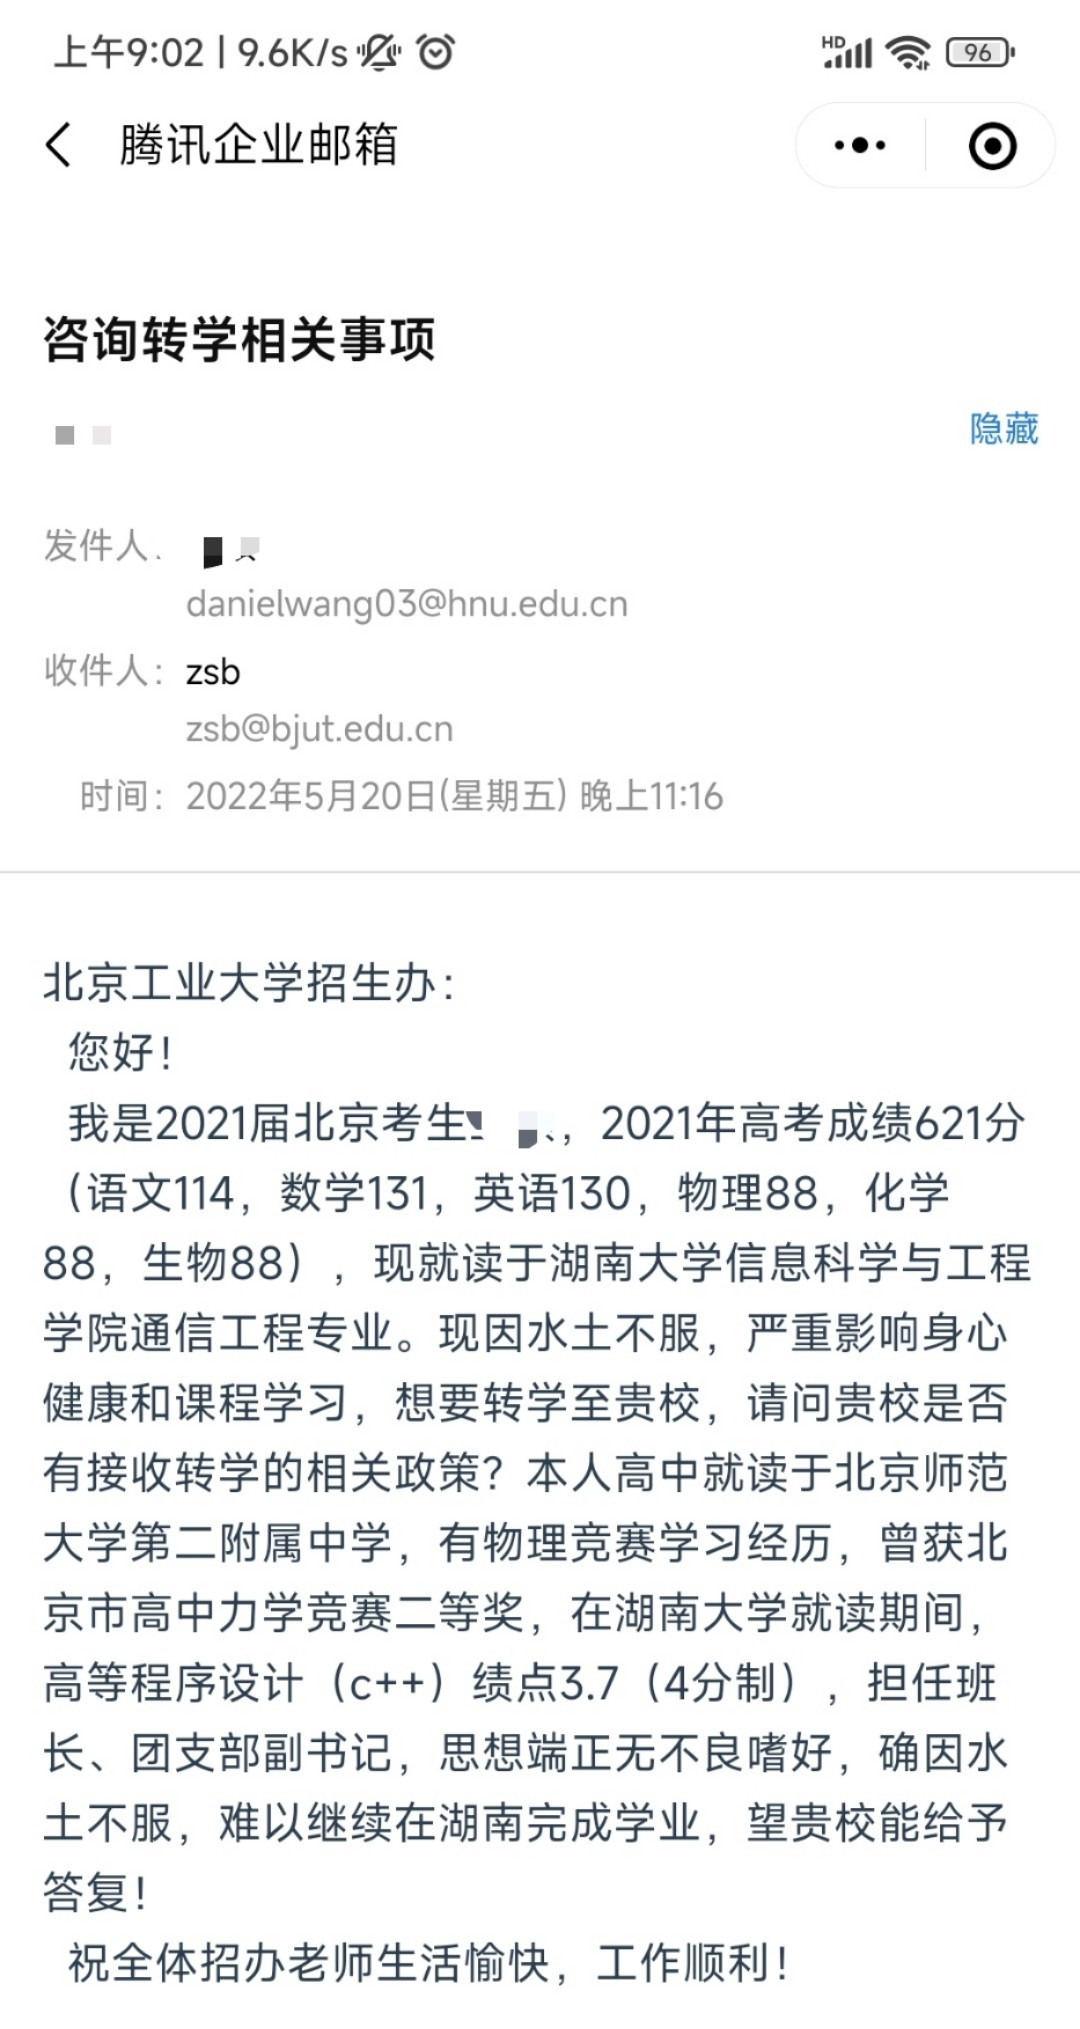 上午9:02 | 9.6K/s
HD
96
腾讯企业邮箱
咨询转学相关事项
隐藏
发件人
danielwang03@hnu.edu.cn
收件人： zsb
zsb@bjut.edu.cn
时间： 2022年5月20日(星期五) 晚上11:16
北京工业大学招生办：
您好！
我是2021届北京考生 ，2021年高考成绩621分
（语文114，数学131，英语130，物理88，化学
88，生物88），现就读于湖南大学信息科学与工程
学院通信工程专业。现因水土不服，严重影响身心
健康和课程学习，想要转学至贵校，请问贵校是否
有接收转学的相关政策？本人高中就读于北京师范
大学第二附属中学，有物理竞赛学习经历，曾获北
京市高中力学竞赛二等奖，在湖南大学就读期间，
高等程序设计（c++）绩点3.7（4分制），担任班
长、团支部副书记，思想端正无不良嗜好，确因水
土不服，难以继续在湖南完成学业，望贵校能给予
答复！
祝全体招办老师生活愉快，工作顺利！